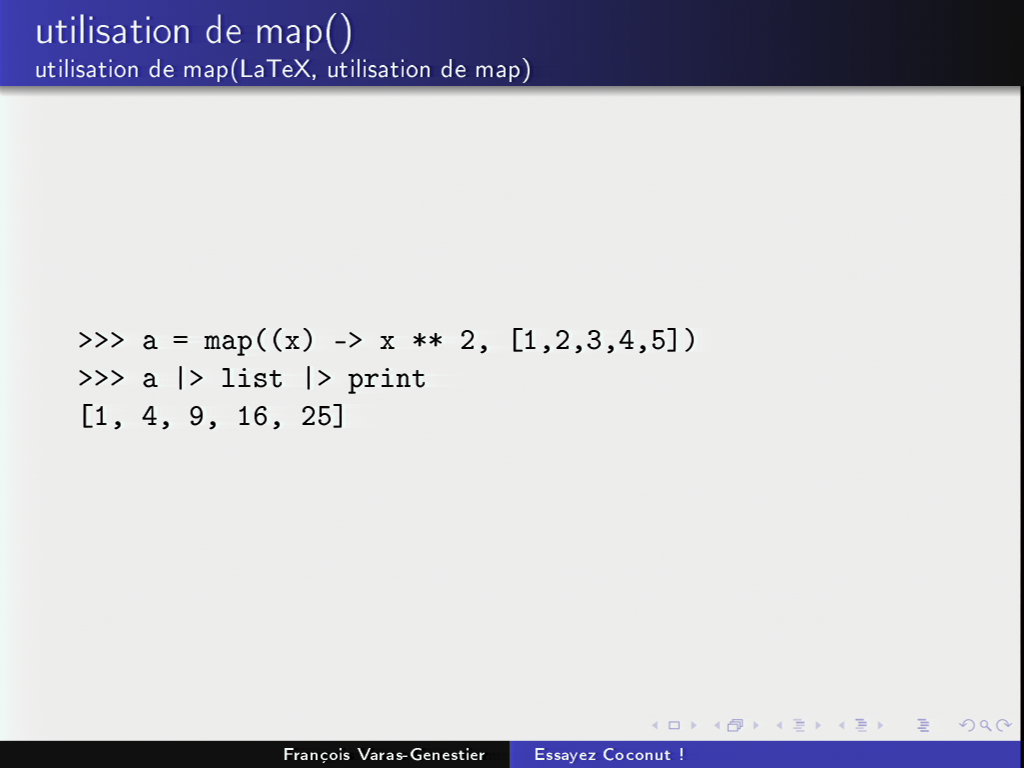 utilisation de map()
utilisation de map(LaTeX, utilisation de map)
>>> a = map((x) -> x ** 2, [1,2,3,4,5])
>>> a |> list |> print
[1, 4, 9, 16, 25]
François Varas-Genestier
Essayez Coconut !